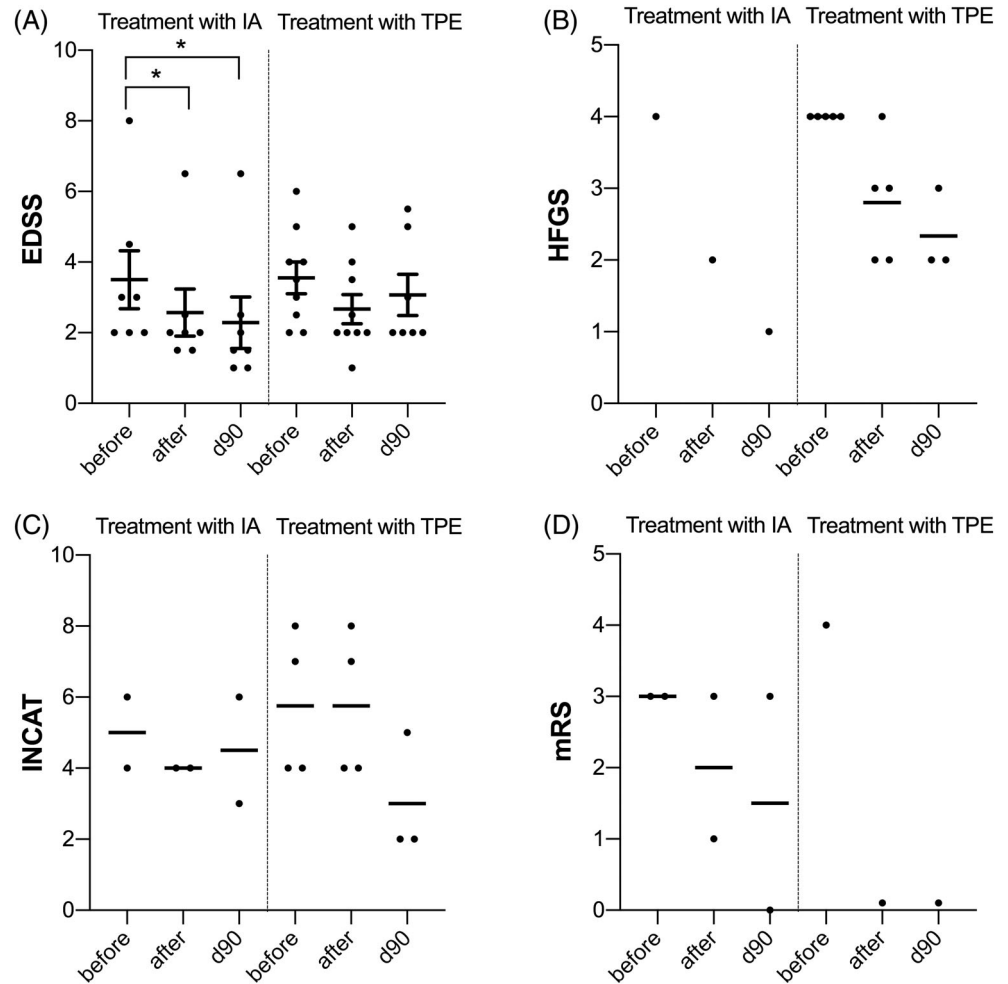 (A) Treatment with IA Treatment with TPE
EDSS
10
8
6
4
2
0
*
*
before after d90 before after d90
(B) Treatment with IA Treatment with TPE
HFGS
5
4
3
2
1
0
before after d90 before after d90
(C) Treatment with IA Treatment with TPE
INCAT
10
8
6
4
2
0
before after d90 before after d90
(D) Treatment with IA Treatment with TPE
mRS
5
4
3
2
1
0
before after d90 before after d90